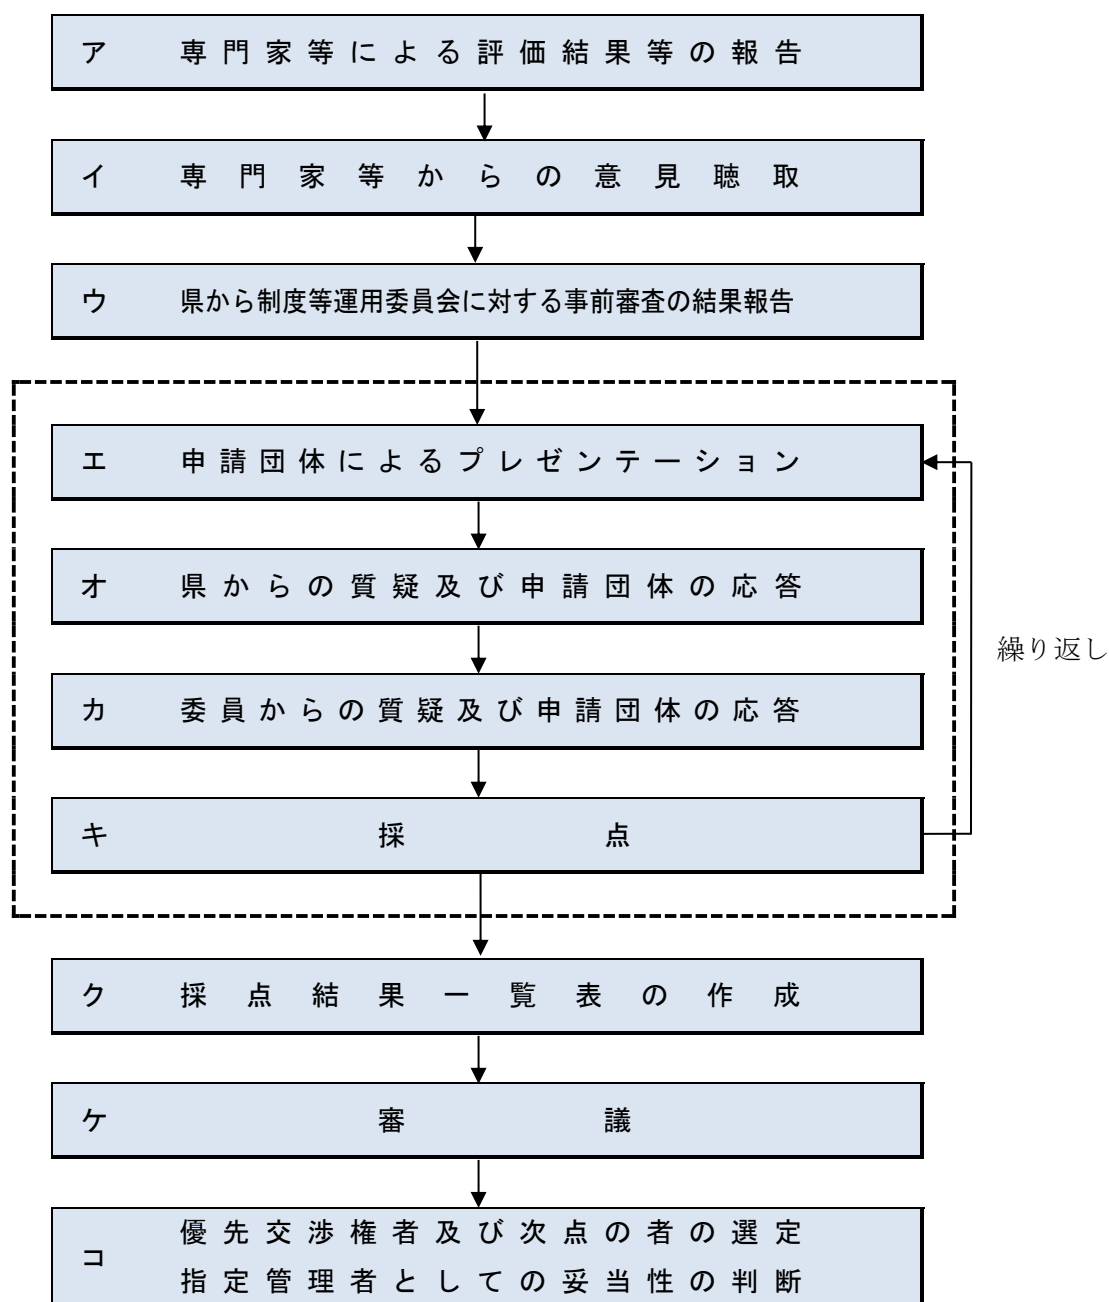 ア 専門家等による評価結果等の報告
イ 専門家等からの意見聴取
ウ 県から制度等運用委員会に対する事前審査の結果報告
エ 申請団体によるプレゼンテーション
オ 県からの質疑及び申請団体の応答
繰り返し
カ 委員からの質疑及び申請団体の応答
キ 採点
ク 採点結果一覧表の作成
ケ 審議
コ 優先交渉権者及び次点の者の選定
指定管理者としての妥当性の判断